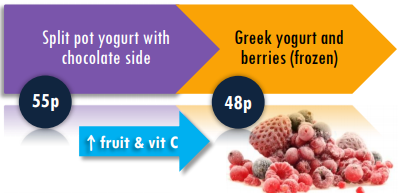 Split pot yogurt with
chocolate side
Greek yogurt and
berries (frozen)
55p
48p
↑ fruit & vit C